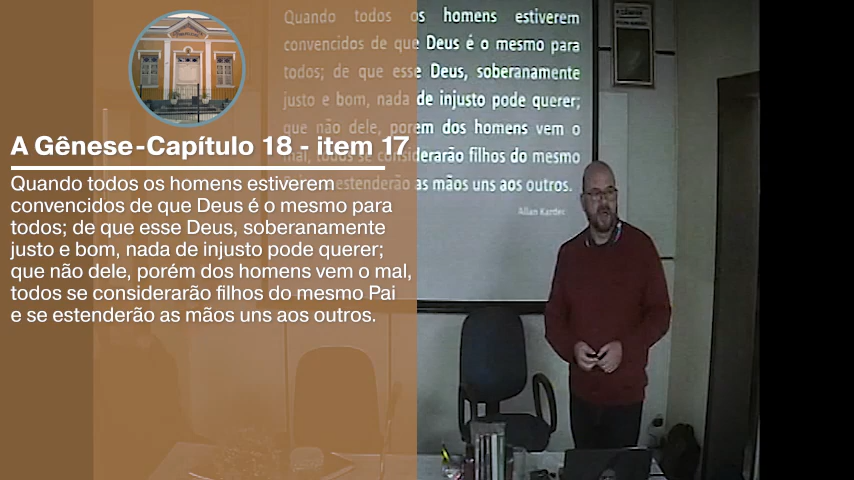 A Gênese-Capítulo 18 - item 17
Quando todos os homens estiverem
convencidos de que Deus é o mesmo para
todos; de que esse Deus, soberanamente
justo e bom, nada de injusto pode querer;
que não dele, porém dos homens vem o mal,
todos se considerarão filhos do mesmo Pai
e se estenderão as mãos uns aos outros.
Quando todos os homens estiverem
convencidos de que Deus é o mesmo para
todos; de que esse Deus, soberanamente
justo e bom, nada de injusto pode querer;
que não dele, porém dos homens vem o
mal, todos se considerarão filhos do mesmo
Pai e se estenderão as mãos uns aos outros.
Allan Kardec